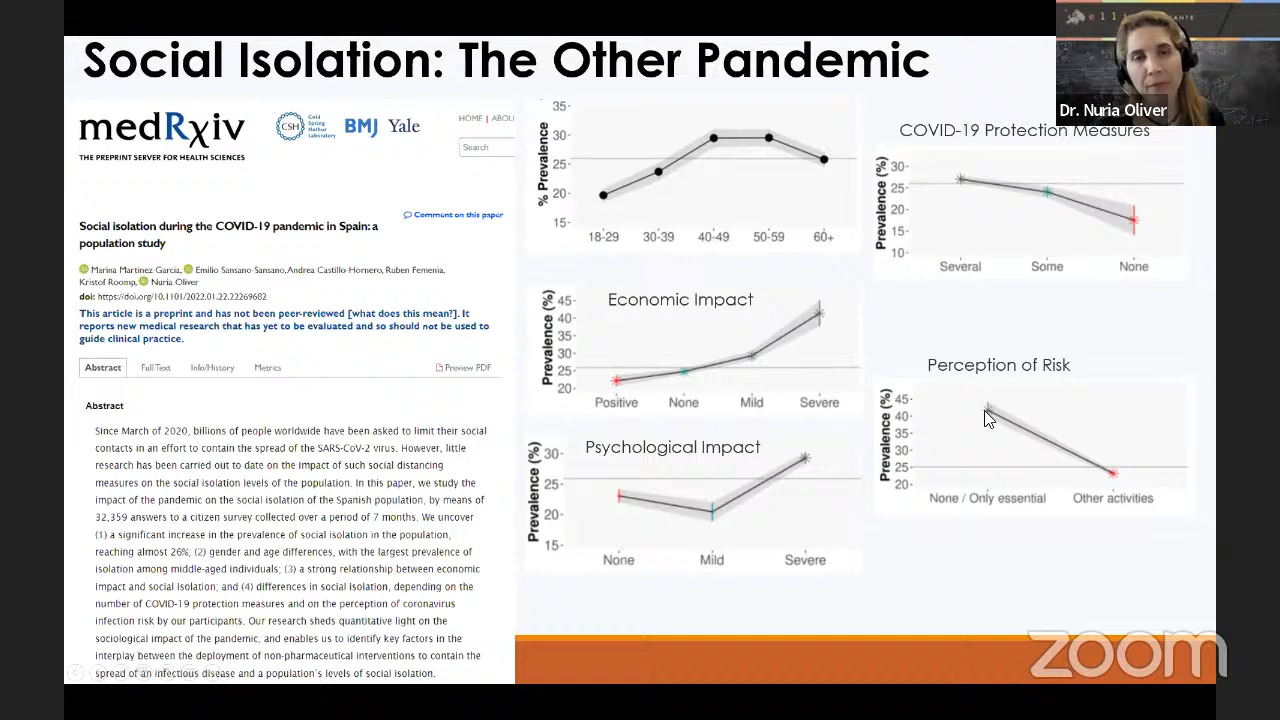 Social Isolation: The Other Pandemic
Dr. Nuria Oliver
medRxiv
THE PREPRINT SERVER FOR HEALTH SCIENCES
CSH
Cold
Spring
Harbor
Laboratory
BMJ
Yale
HOME | ABOU
Search
Comment on this paper
Social isolation during the COVID-19 pandemic in Spain: a
population study
Marina Martinez-Garcia, Emilio Sansano-Sansano, Andrea Castillo-Hornero, Ruben Femenia,
Kristof Roomp, Nuria Oliver
doi: https://doi.org/10.1101/2022.01.22.22269682
This article is a preprint and has not been peer-reviewed [what does this mean?]. It
reports new medical research that has yet to be evaluated and so should not be used to
guide clinical practice.
Abstract Full Text Info/History Metrics Preview PDF
Abstract
Since March of 2020, billions of people worldwide have been asked to limit their social
contacts in an effort to contain the spread of the SARS-CoV-2 virus. However, little
research has been carried out to date on the impact of such social distancing
measures on the social isolation levels of the population. In this paper, we study the
impact of the pandemic on the social isolation of the Spanish population, by means of
32,359 answers to a citizen survey collected over a period of 7 months. We uncover
(1) a significant increase in the prevalence of social isolation in the population,
reaching almost 26%; (2) gender and age differences, with the largest prevalence of
isolation among middle-aged individuals; (3) a strong relationship between economic
impact and social isolation; and (4) differences in social isolation, depending on the
number of COVID-19 protection measures and on the perception of coronavirus
infection risk by our participants. Our research sheds quantitative light on the
sociological impact of the pandemic, and enables us to identify key factors in the
interplay between the deployment of non-pharmaceutical interventions to contain the
spread of an infectious disease and a population's levels of social isolation.
% Prevalence
35
30
25
20
15
18-29 30-39 40-49 50-59 60+
Economic Impact
Prevalence (%)
45
40
35
30
25
20
Positive None Mild Severe
Psychological Impact
Prevalence (%)
30
25
20
15
None Mild Severe
COVID-19 Protection Measures
Prevalence (%)
30
25
20
15
10
Several Some None
Perception of Risk
Prevalence (%)
45
40
35
30
25
20
None / Only essential Other activities
zoom